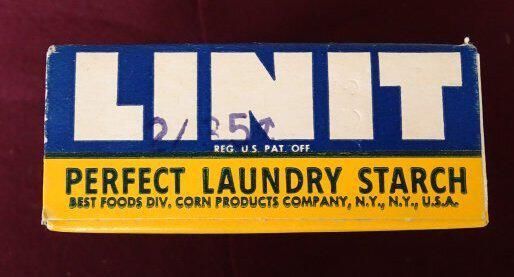 LINIT
2/35¢
REG. U.S. PAT. OFF.
PERFECT LAUNDRY STARCH
BEST FOODS DIV. CORN PRODUCTS COMPANY, N.Y., N.Y., U.S.A.